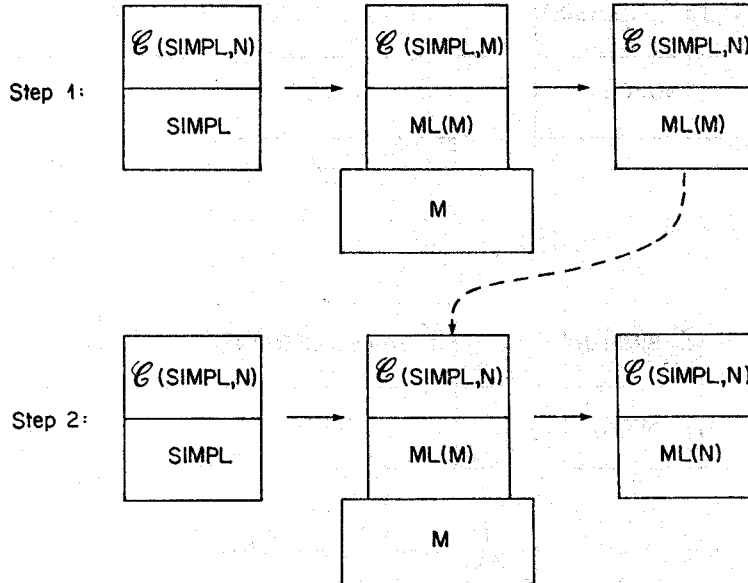 𝒞 (SIMPL,N) 𝒞 (SIMPL,M) 𝒞 (SIMPL,N)
Step 1:
SIMPL ML(M) ML(M)
M
𝒞 (SIMPL,N) 𝒞 (SIMPL,N) 𝒞 (SIMPL,N)
Step 2:
SIMPL ML(M) ML(N)
M